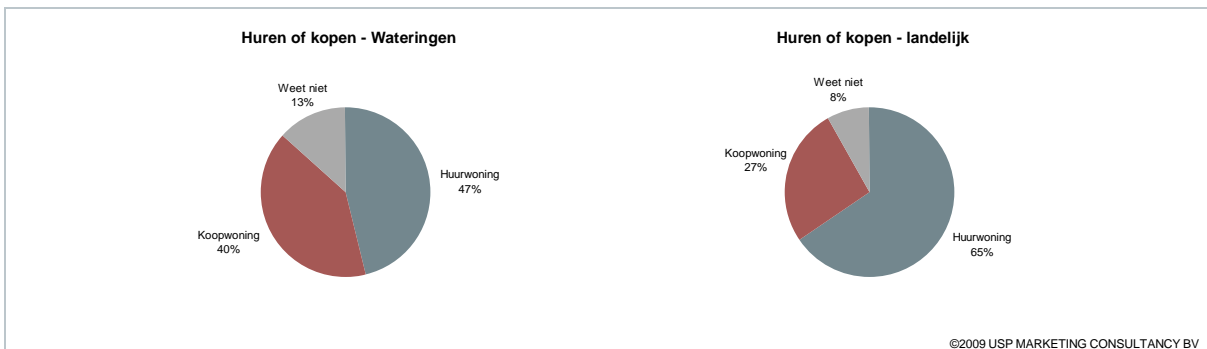 Huren of kopen - Wateringen
Weet niet
13%
Huurwoning
47%
Koopwoning
40%
Huren of kopen - landelijk
Weet niet
8%
Koopwoning
27%
Huurwoning
65%
©2009 USP MARKETING CONSULTANCY BV